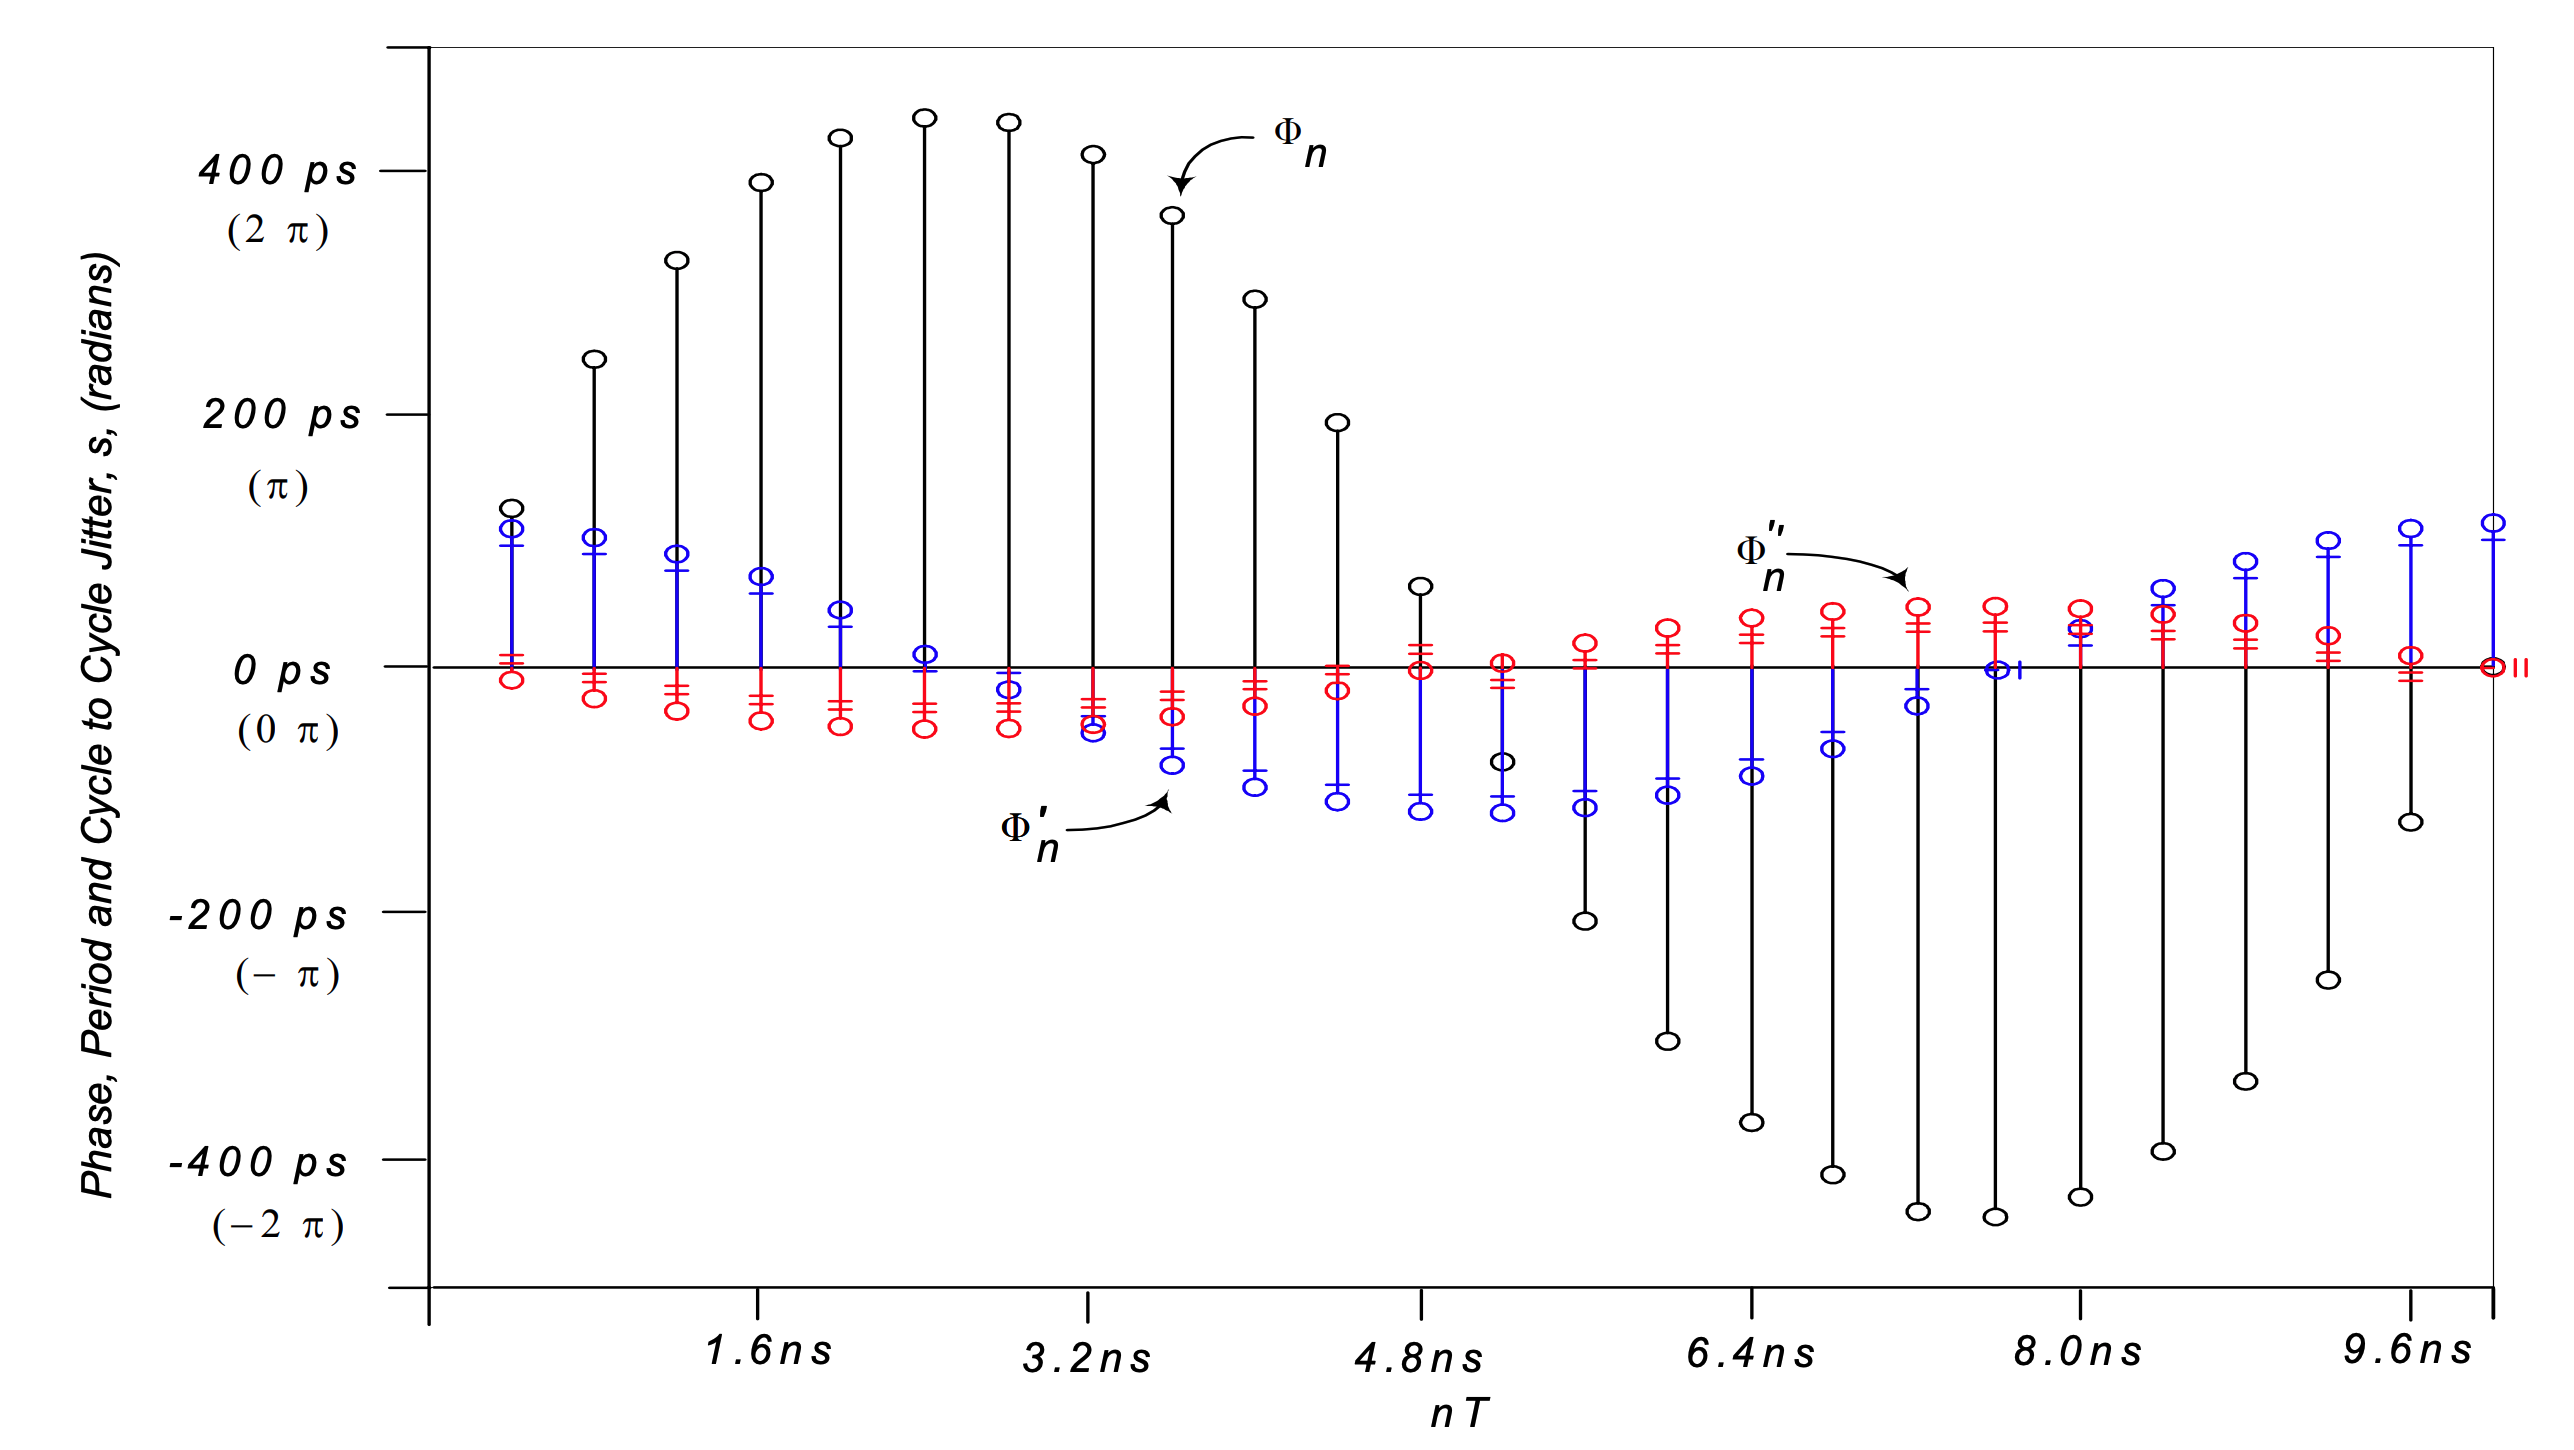 Phase, Period and Cycle to Cycle Jitter, s, (radians)
400 ps
(2 π)
200 ps
(π)
0 ps
(0 π)
-200 ps
(− π)
-400 ps
(−2 π)
Φn
Φ'n
Φ''n
1.6ns 3.2ns 4.8ns 6.4ns 8.0ns 9.6ns
nT